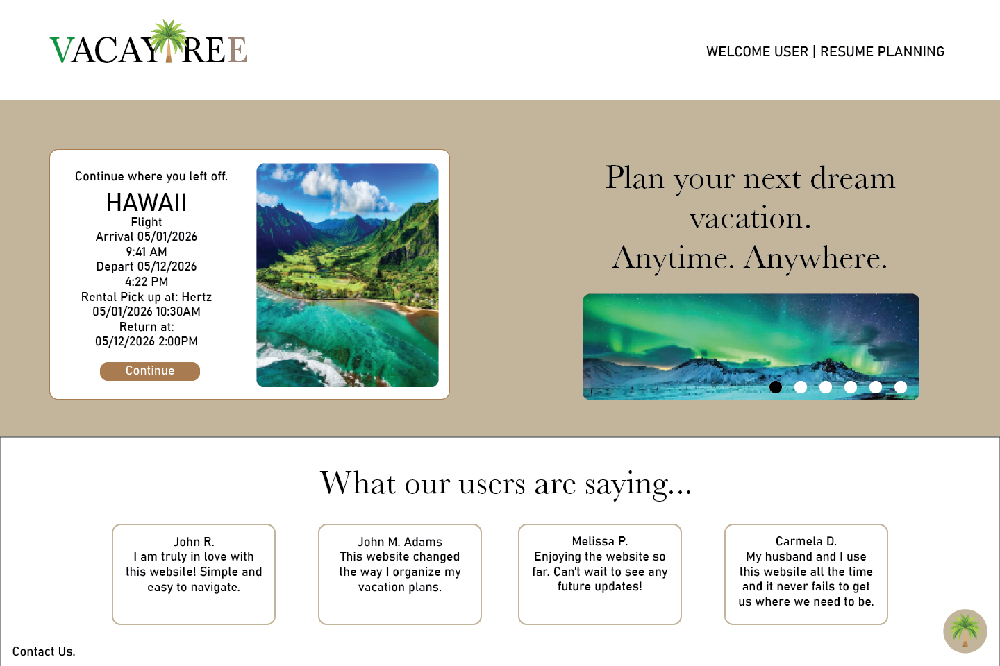 VACAYTREE
WELCOME USER | RESUME PLANNING
Continue where you left off.
HAWAII
Flight
Arrival 05/01/2026
9:41 AM
Depart 05/12/2026
4:22 PM
Rental Pick up at: Hertz
05/01/2026 10:30AM
Return at:
05/12/2026 2:00PM
Continue
Plan your next dream
vacation.
Anytime. Anywhere.
What our users are saying...
John R.
I am truly in love with
this website! Simple and
easy to navigate.
John M. Adams
This website changed
the way I organize my
vacation plans.
Melissa P.
Enjoying the website so
far. Can't wait to see any
future updates!
Carmela D.
My husband and I use
this website all the time
and it never fails to get
us where we need to be.
Contact Us.